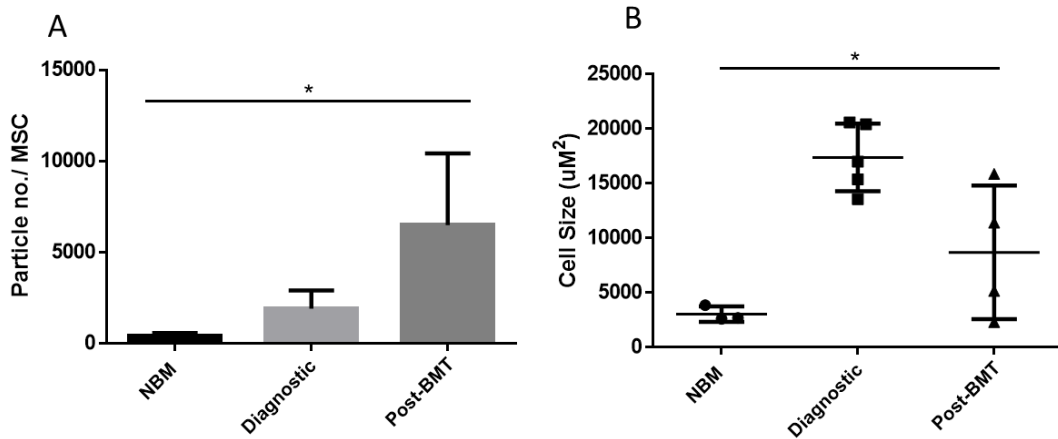 A
Particle no./ MSC
15000
10000
5000
0
*
NBM
Diagnostic
Post-BMT
B
Cell Size (uM²)
25000
20000
15000
10000
5000
0
*
NBM
Diagnostic
Post-BMT